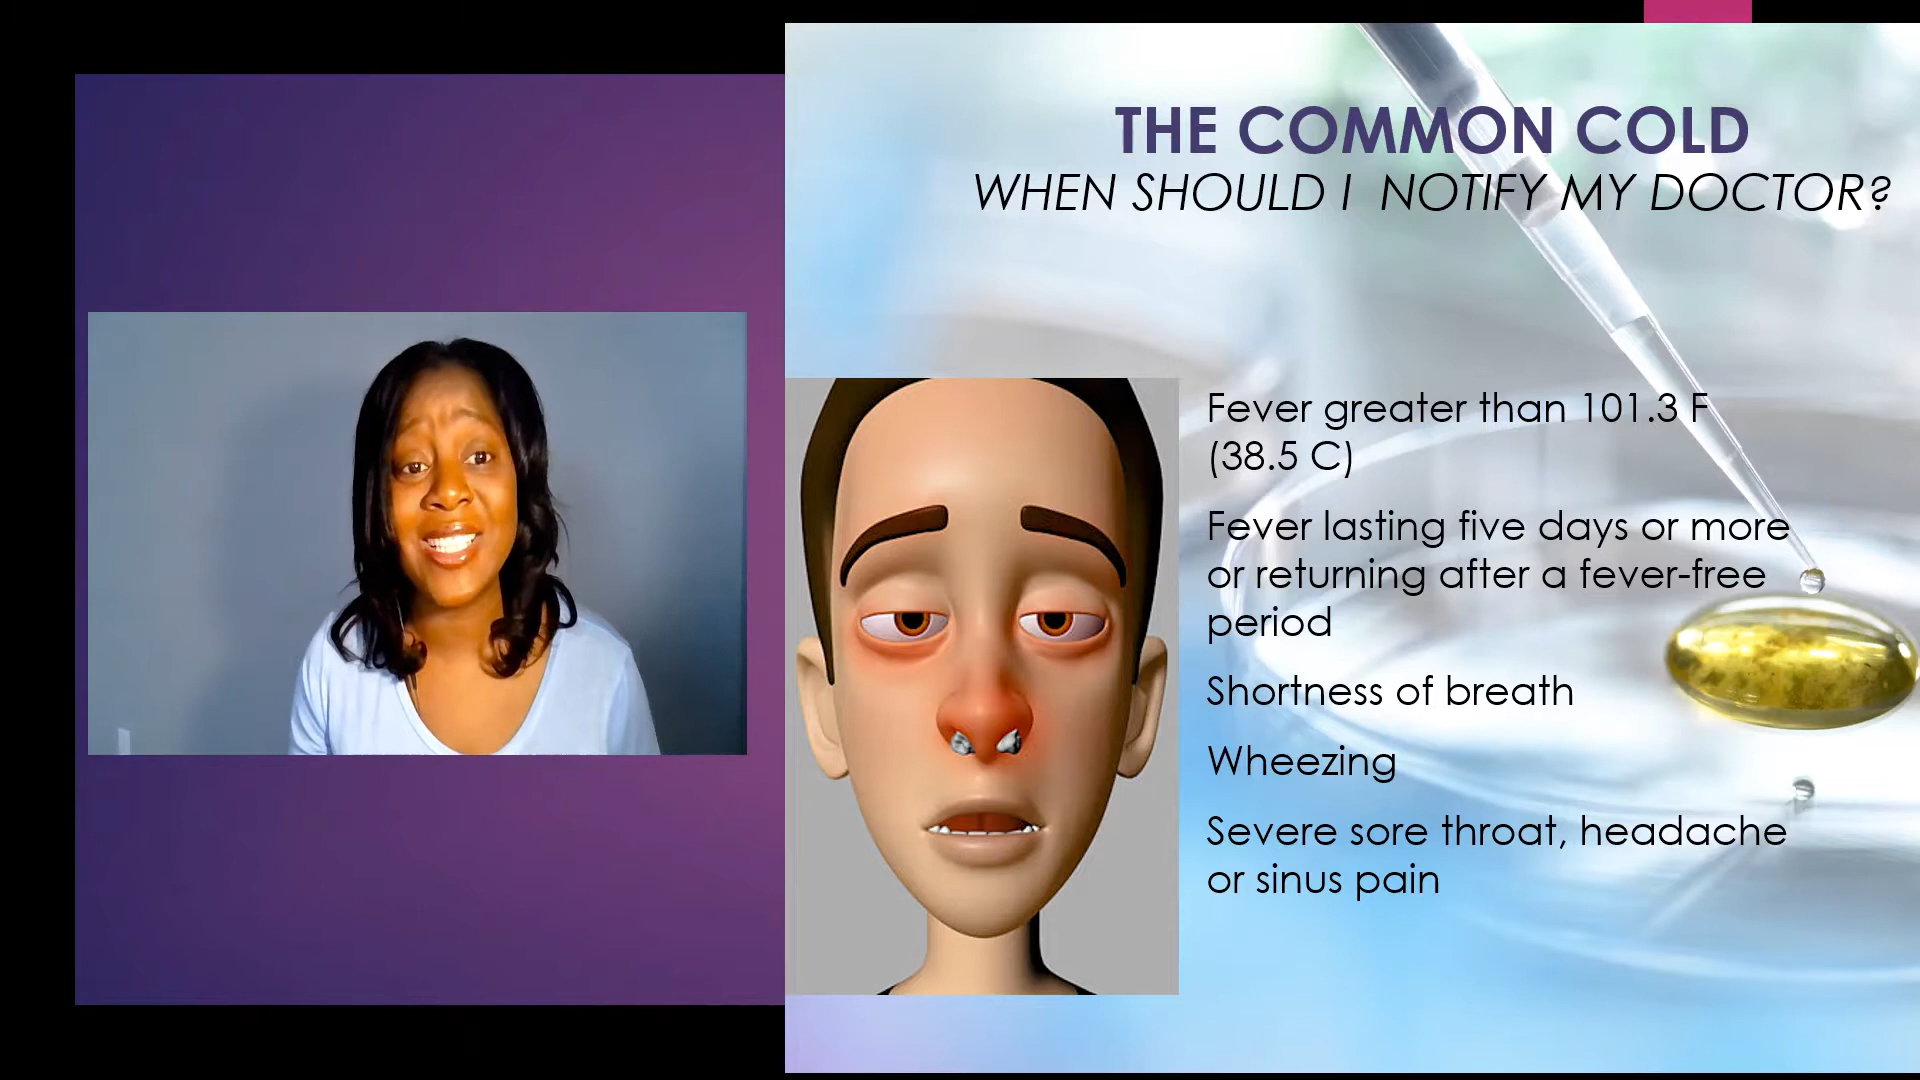 THE COMMON COLD
WHEN SHOULD I NOTIFY MY DOCTOR?
Fever greater than 101.3 F
(38.5 C)
Fever lasting five days or more
or returning after a fever-free
period
Shortness of breath
Wheezing
Severe sore throat, headache
or sinus pain